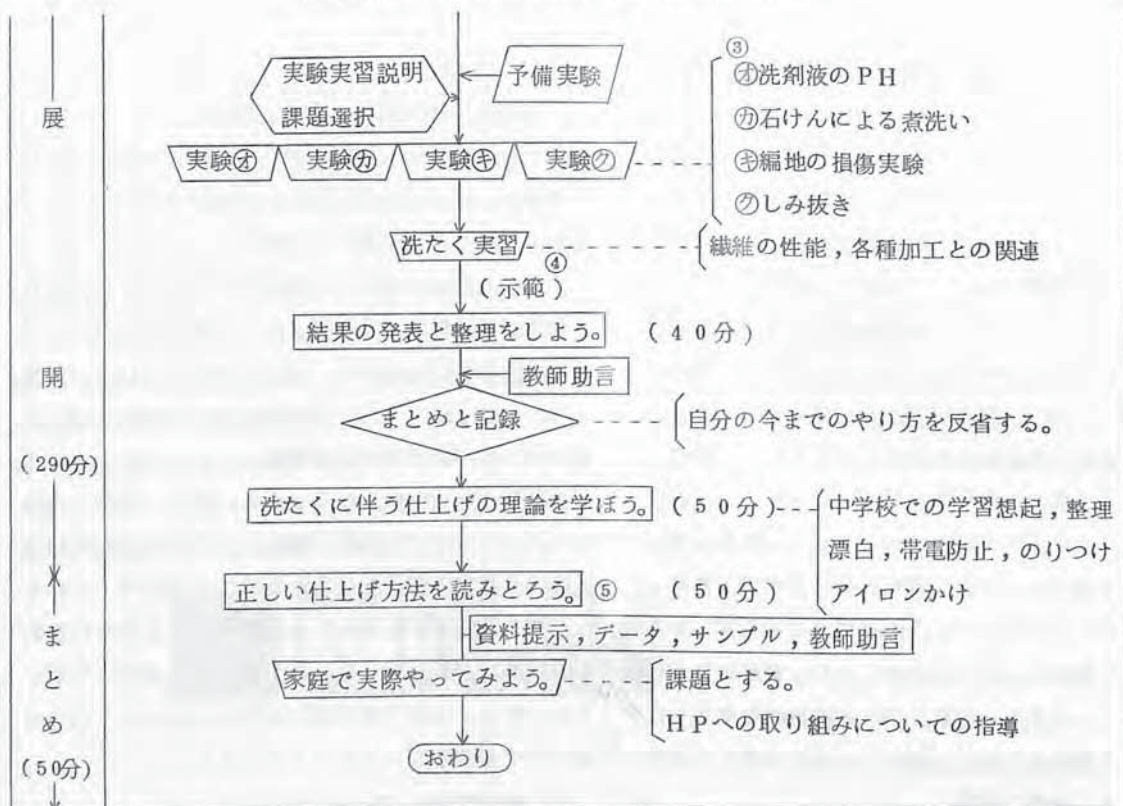 ③
㋔洗剤液のPH
実験実習説明
予備実験
課題選択
㋕石けんによる煮洗い
展
実験㋔
実験㋕
実験㋖
実験㋗
㋖編地の損傷実験
㋗しみ抜き
洗たく実習
繊維の性能,各種加工との関連
④
(示範)
結果の発表と整理をしよう。 (40分)
開
教師助言
まとめと記録
自分の今までのやり方を反省する。
(290分)
洗たくに伴う仕上げの理論を学ぼう。 (50分)
中学校での学習想起,整理
漂白,帯電防止,のりつけ
正しい仕上げ方法を読みとろう。⑤ (50分)
アイロンかけ
ま
資料提示,データ,サンプル,教師助言
と
家庭で実際やってみよう。
課題とする。
め
HPへの取り組みについての指導
(50分)
おわり